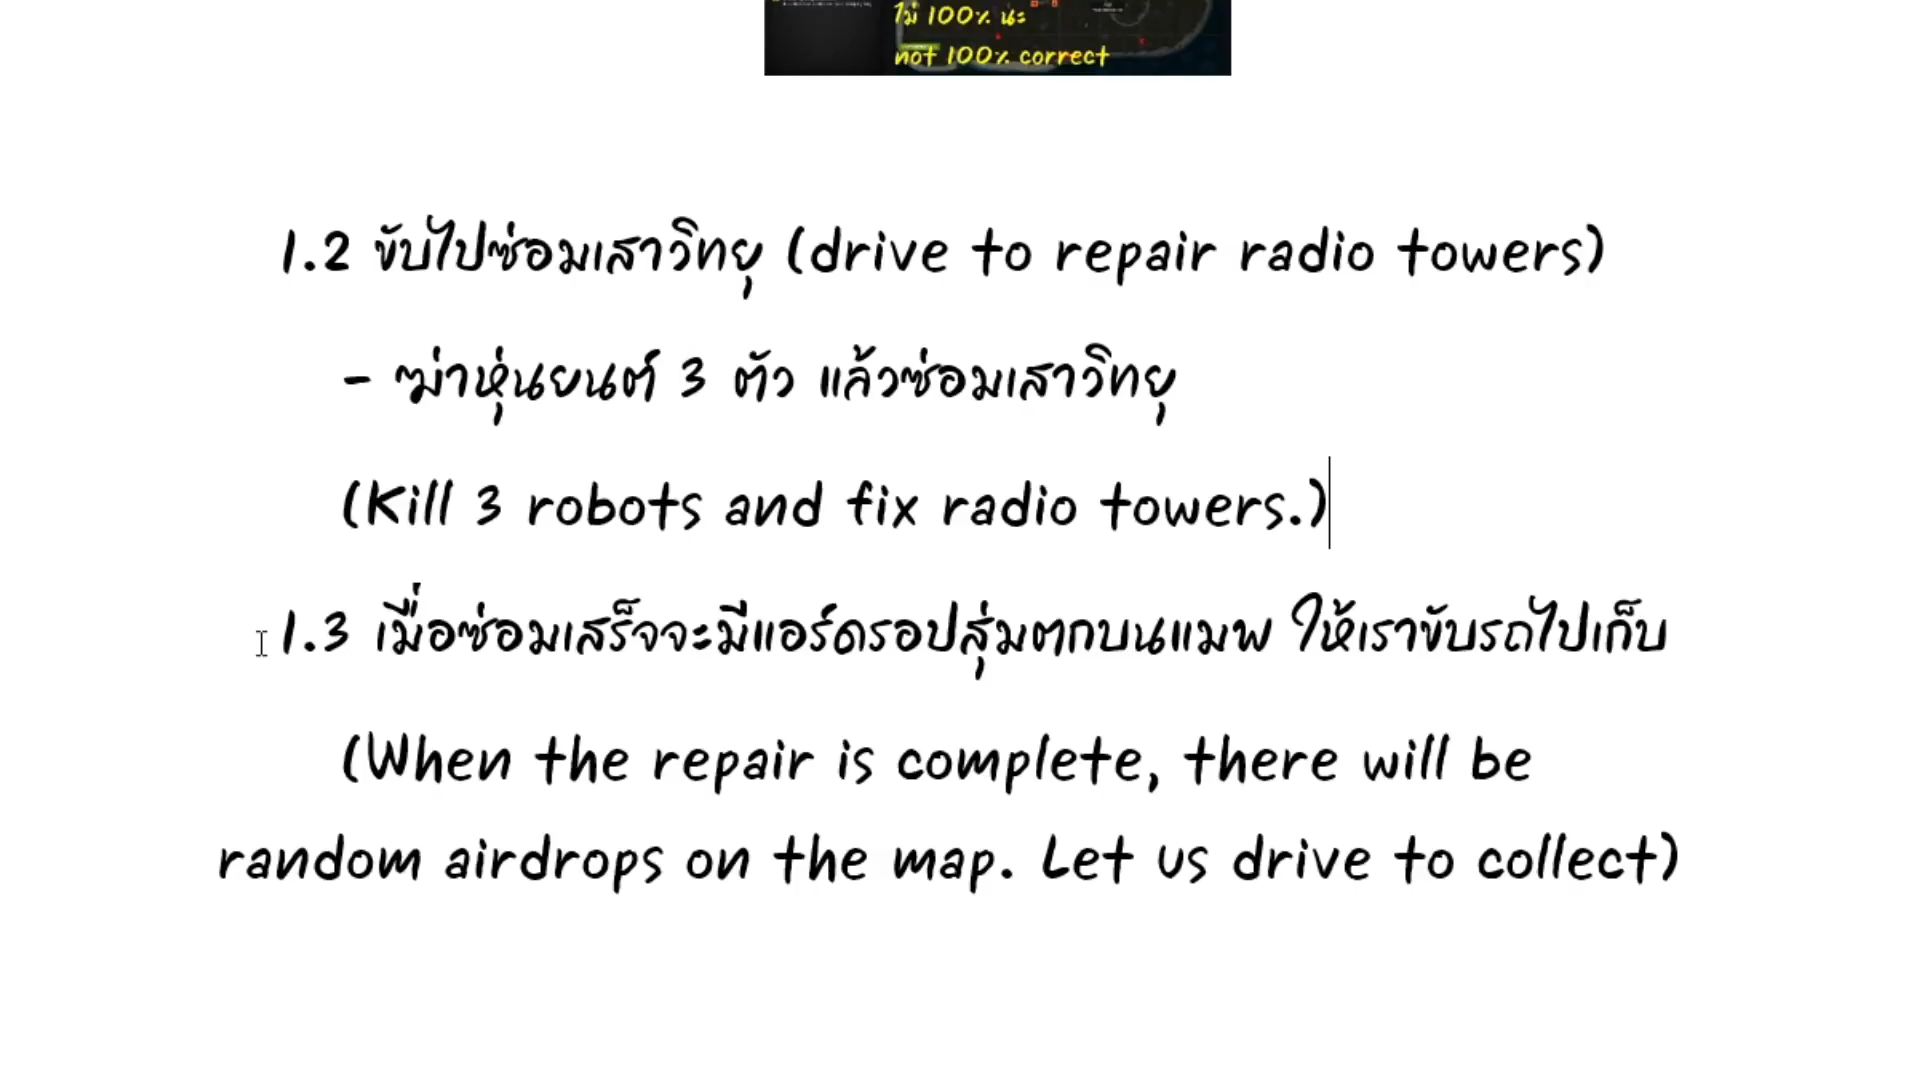 ไม่ 100% นะ
not 100% correct
1.2 ขับไปซ่อมเสาวิทยุ (drive to repair radio towers)
- ฆ่าหุ่นยนต์ 3 ตัว แล้วซ่อมเสาวิทยุ
(Kill 3 robots and fix radio towers.)
1.3 เมื่อซ่อมเสร็จจะมีแอร์ดรอปสุ่มตกบนแมพ ให้เราขับรถไปเก็บ
(When the repair is complete, there will be
random airdrops on the map. Let us drive to collect)